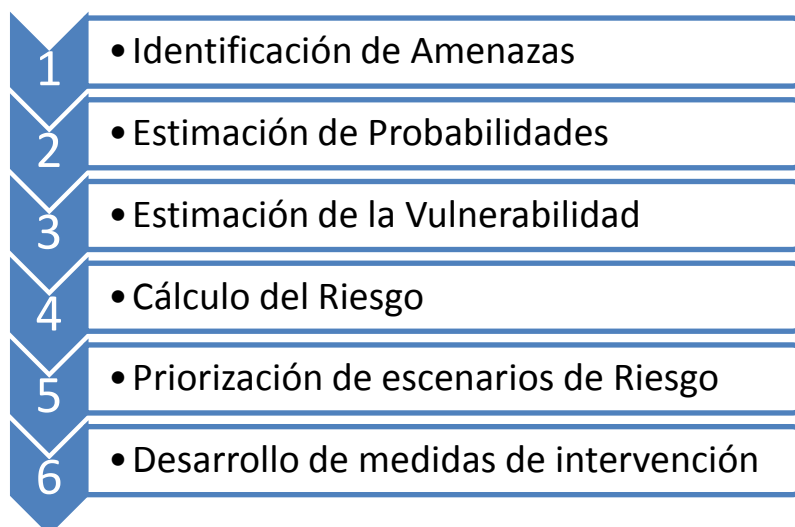 1 • Identificación de Amenazas
2 • Estimación de Probabilidades
3 • Estimación de la Vulnerabilidad
4 • Cálculo del Riesgo
5 • Priorización de escenarios de Riesgo
6 • Desarrollo de medidas de intervención